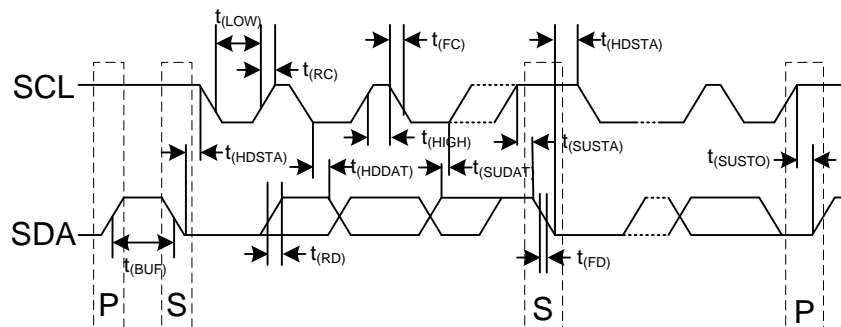 t(LOW)
t(RC)
t(FC)
t(HDSTA)
SCL
t(HDSTA)
t(HIGH)
t(HDDAT)
t(SUDAT)
t(SUSTA)
t(SUSTO)
SDA
t(BUF)
t(RD)
t(FD)
P
S
S
P